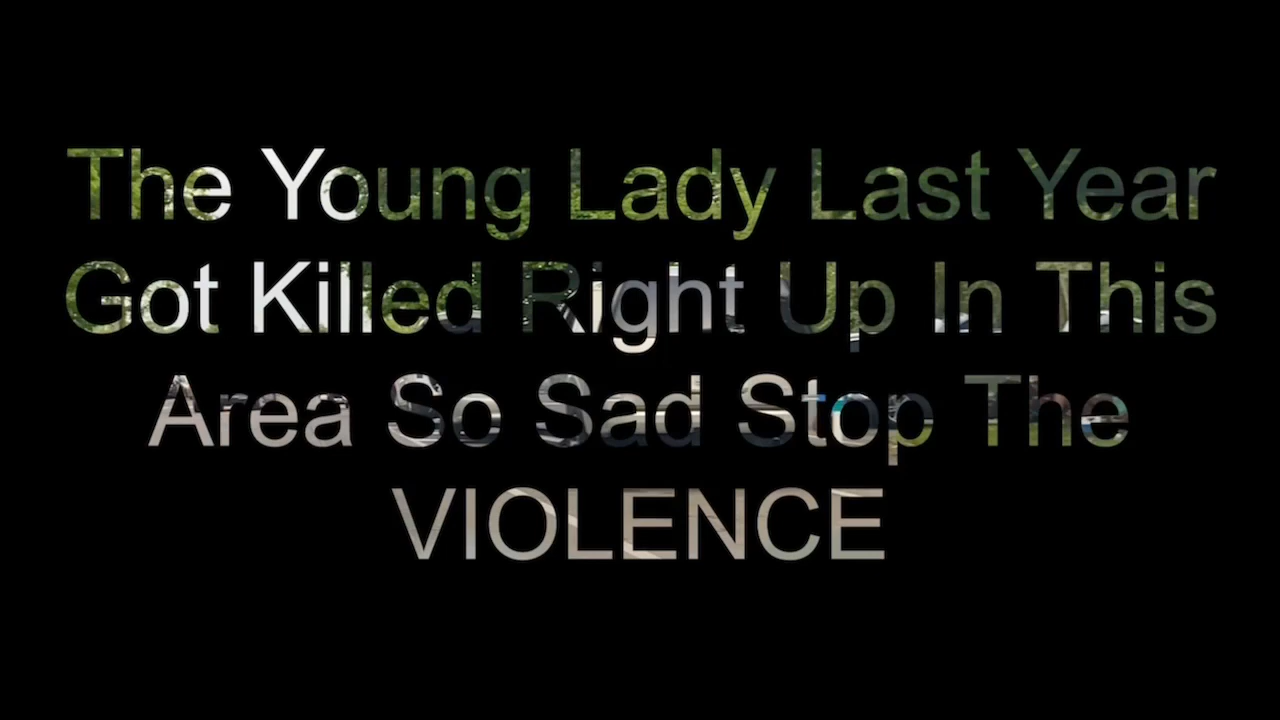 The Young Lady Last Year
Got Killed Right Up In This
Area So Sad Stop The
VIOLENCE